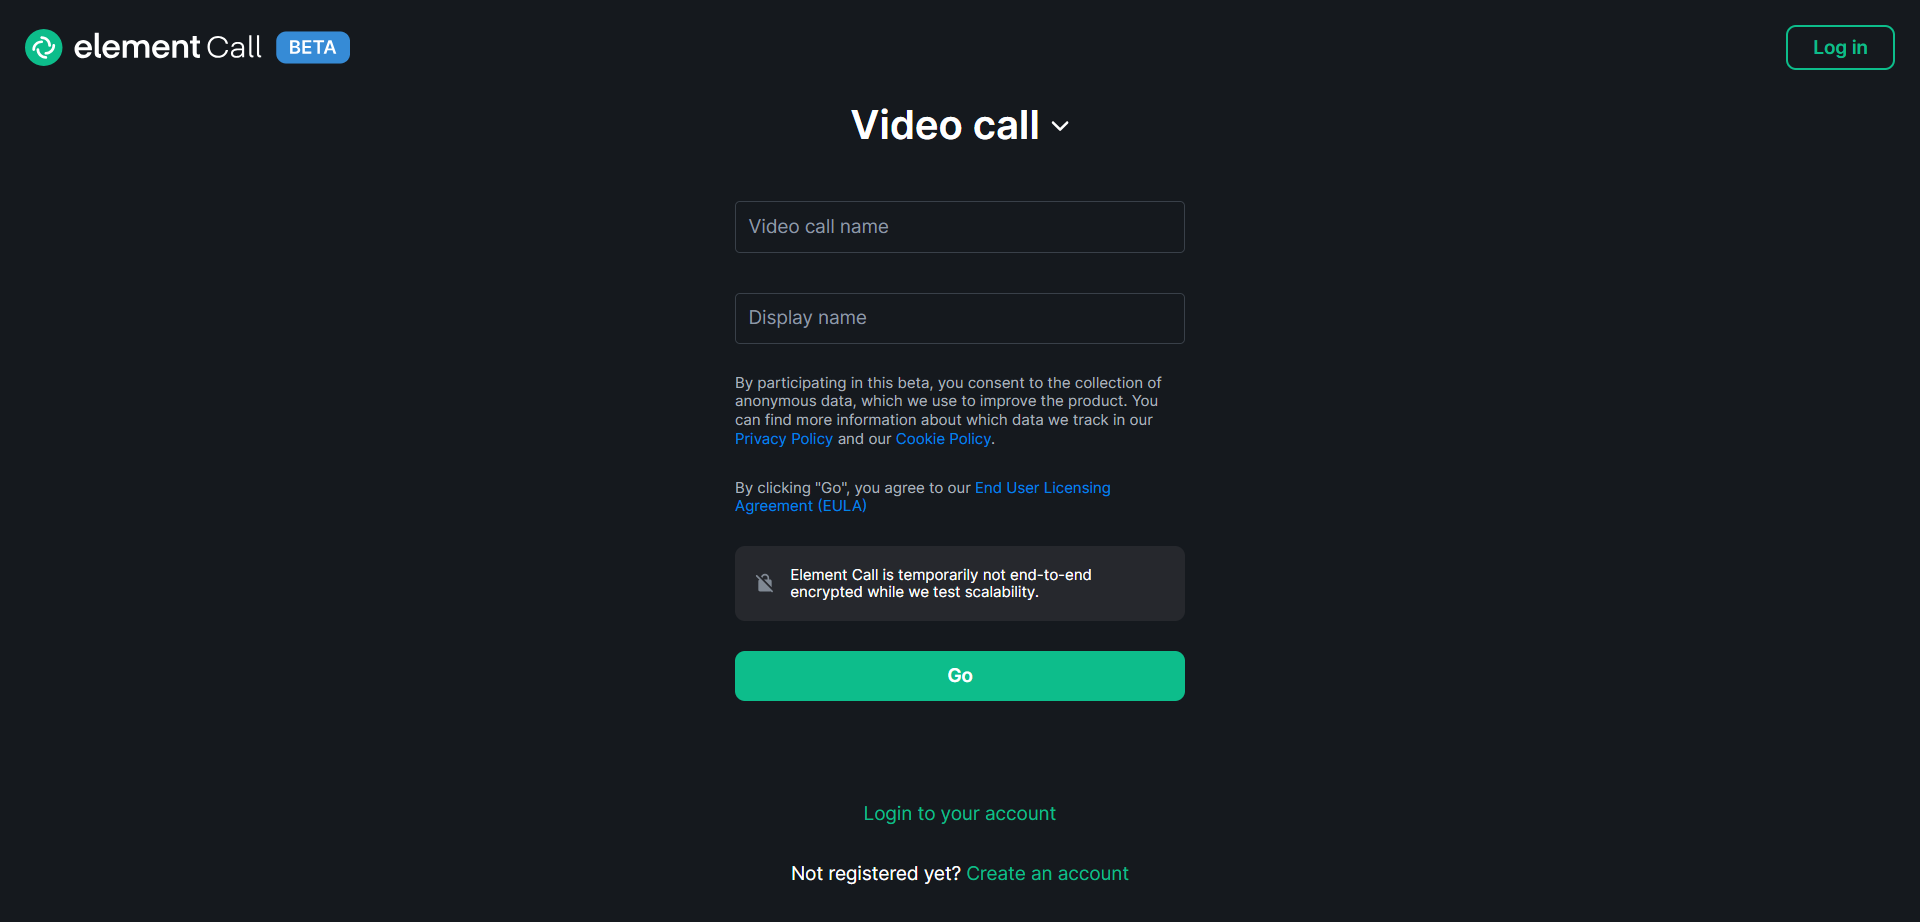 element Call BETA
Log in
Video call
Video call name
Display name
By participating in this beta, you consent to the collection of
anonymous data, which we use to improve the product. You
can find more information about which data we track in our
Privacy Policy and our Cookie Policy.
By clicking "Go", you agree to our End User Licensing
Agreement (EULA)
Element Call is temporarily not end-to-end
encrypted while we test scalability.
Go
Login to your account
Not registered yet? Create an account